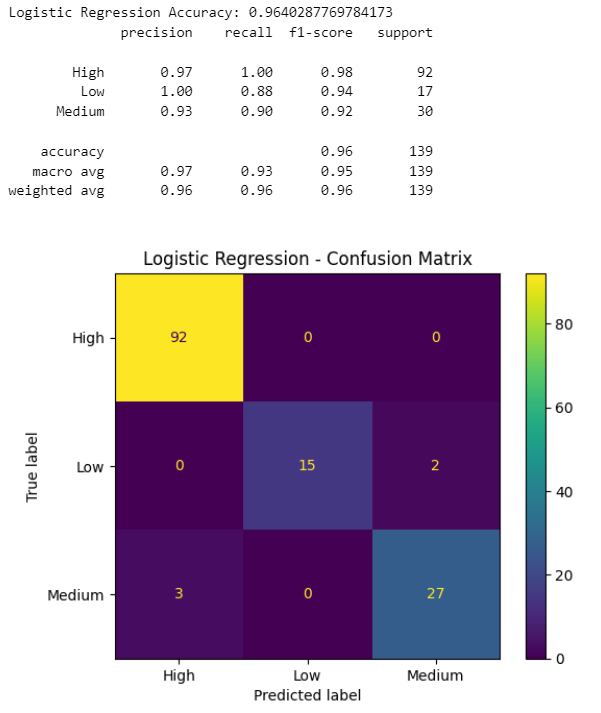 Logistic Regression Accuracy: 0.9640287769784173
precision recall f1-score support
High 0.97 1.00 0.98 92
Low 1.00 0.88 0.94 17
Medium 0.93 0.90 0.92 30
accuracy 0.96 139
macro avg 0.97 0.93 0.95 139
weighted avg 0.96 0.96 0.96 139
Logistic Regression - Confusion Matrix
High 92 0 0
Low 0 15 2
Medium 3 0 27
True label
High Low Medium
Predicted label
80
60
40
20
0